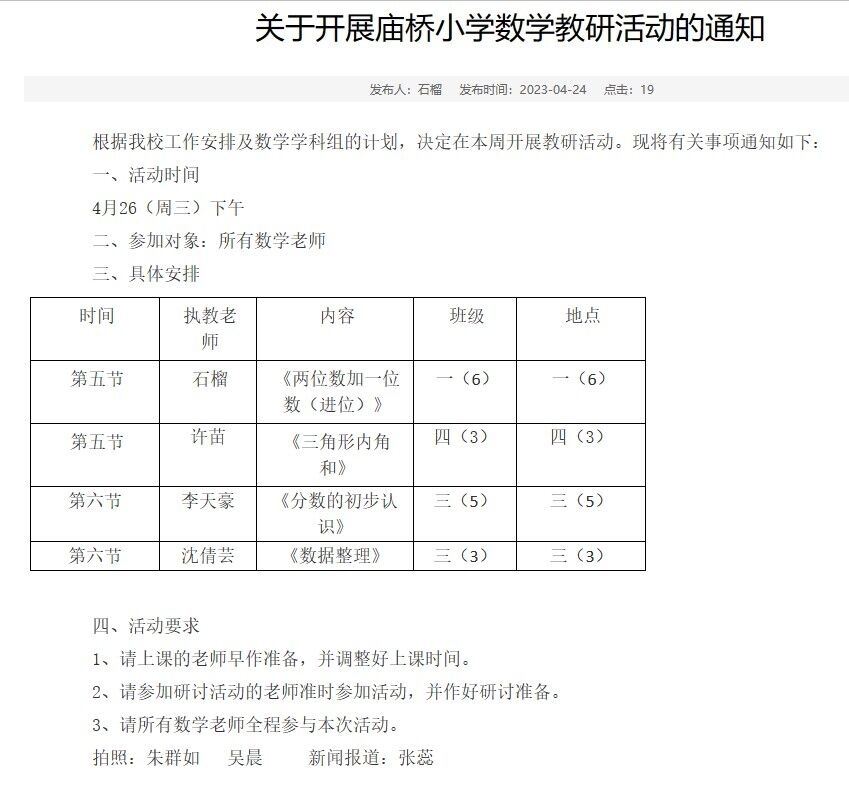 关于开展庙桥小学数学教研活动的通知
发布人：石榴 发布时间：2023-04-24 点击：19
根据我校工作安排及数学学科组的计划，决定在本周开展教研活动。现将有关事项通知如下：
一、活动时间
4月26（周三）下午
二、参加对象：所有数学老师
三、具体安排
时间 执教老 内容 班级 地点
师
第五节 石榴 《两位数加一位 一（6） 一（6）
数（进位）》
第五节 许苗 《三角形内角 四（3） 四（3）
和》
第六节 李天豪 《分数的初步认 三（5） 三（5）
识》
第六节 沈倩芸 《数据整理》 三（3） 三（3）
四、活动要求
1、请上课的老师早作准备，并调整好上课时间。
2、请参加研讨活动的老师准时参加活动，并作好研讨准备。
3、请所有数学老师全程参与本次活动。
拍照：朱群如 吴晨 新闻报道：张蕊